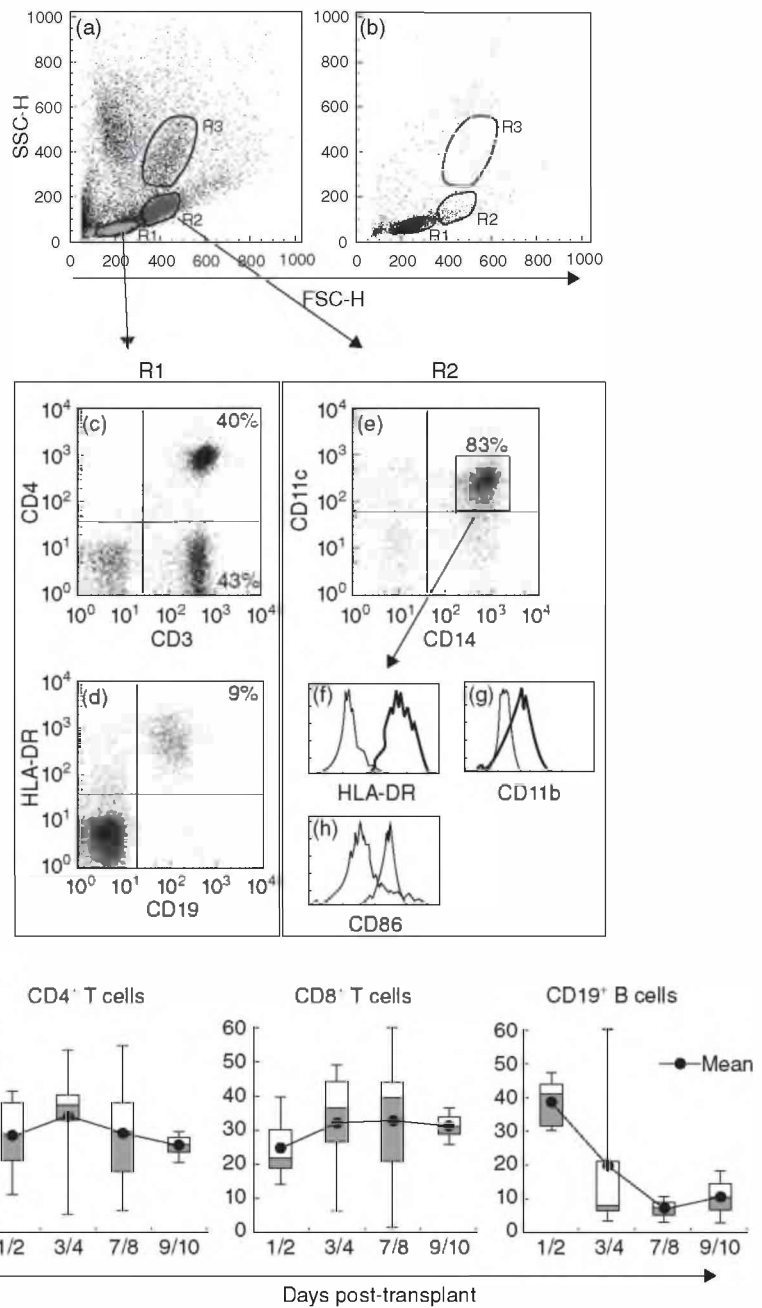 (a)
(b)
1000
800
600
400
200
0
SSC-H
R3
R2
R1
0 200 400 600 800 1000
1000
800
600
400
200
0
R3
R2
R1
0 200 400 600 800 1000
FSC-H
R1
R2
(c)
40%
43%
10⁴
10³
10²
10¹
10⁰
CD4
10⁰ 10¹ 10² 10³ 10⁴
CD3
(d)
9%
10⁴
10³
10²
10¹
10⁰
HLA-DR
10⁰ 10¹ 10² 10³ 10⁴
CD19
(e)
83%
10⁴
10³
10²
10¹
10⁰
CD11c
10⁰ 10¹ 10² 10³ 10⁴
CD14
(f)
HLA-DR
(g)
CD11b
(h)
CD86
CD4⁺ T cells
1/2 3/4 7/8 9/10
CD8⁺ T cells
60
50
40
30
20
10
0
1/2 3/4 7/8 9/10
CD19⁺ B cells
60
50
40
30
20
10
0
Mean
1/2 3/4 7/8 9/10
Days post-transplant